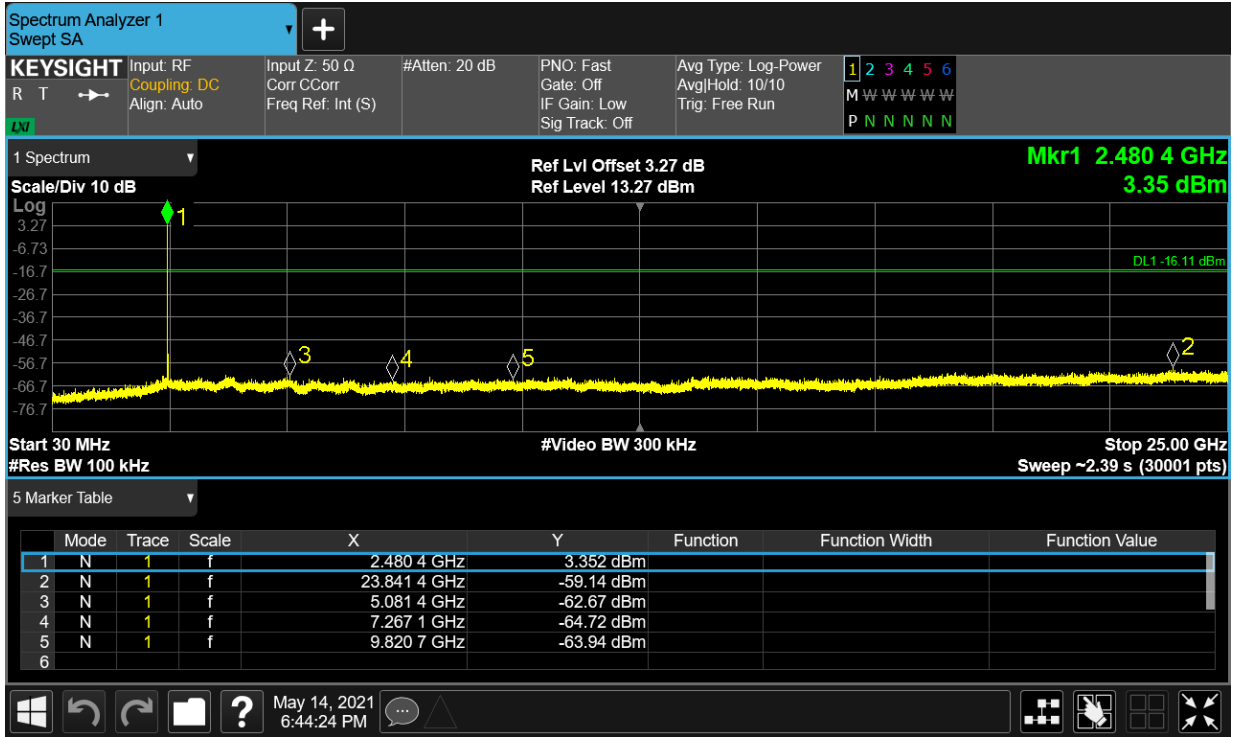 Spectrum Analyzer 1
Swept SA
KEYSIGHT Input: RF Input Z: 50 Ω #Atten: 20 dB PNO: Fast Avg Type: Log-Power 1 2 3 4 5 6
R T Coupling: DC Corr CCorr Gate: Off Avg|Hold: 10/10 M W W W W W
Align: Auto Freq Ref: Int (S) IF Gain: Low Trig: Free Run
LXI Sig Track: Off P N N N N N
1 Spectrum
Ref Lvl Offset 3.27 dB Mkr1 2.480 4 GHz
Scale/Div 10 dB Ref Level 13.27 dBm 3.35 dBm
Log
1
3.27
-6.73
DL1 -16.11 dBm
-16.7
-26.7
-36.7
-46.7
3 4 5 2
-56.7
-66.7
-76.7
Start 30 MHz #Video BW 300 kHz Stop 25.00 GHz
#Res BW 100 kHz Sweep ~2.39 s (30001 pts)
5 Marker Table
Mode Trace Scale X Y Function Function Width Function Value
1 N 1 f 2.480 4 GHz 3.352 dBm
2 N 1 f 23.841 4 GHz -59.14 dBm
3 N 1 f 5.081 4 GHz -62.67 dBm
4 N 1 f 7.267 1 GHz -64.72 dBm
5 N 1 f 9.820 7 GHz -63.94 dBm
6
? May 14, 2021
6:44:24 PM